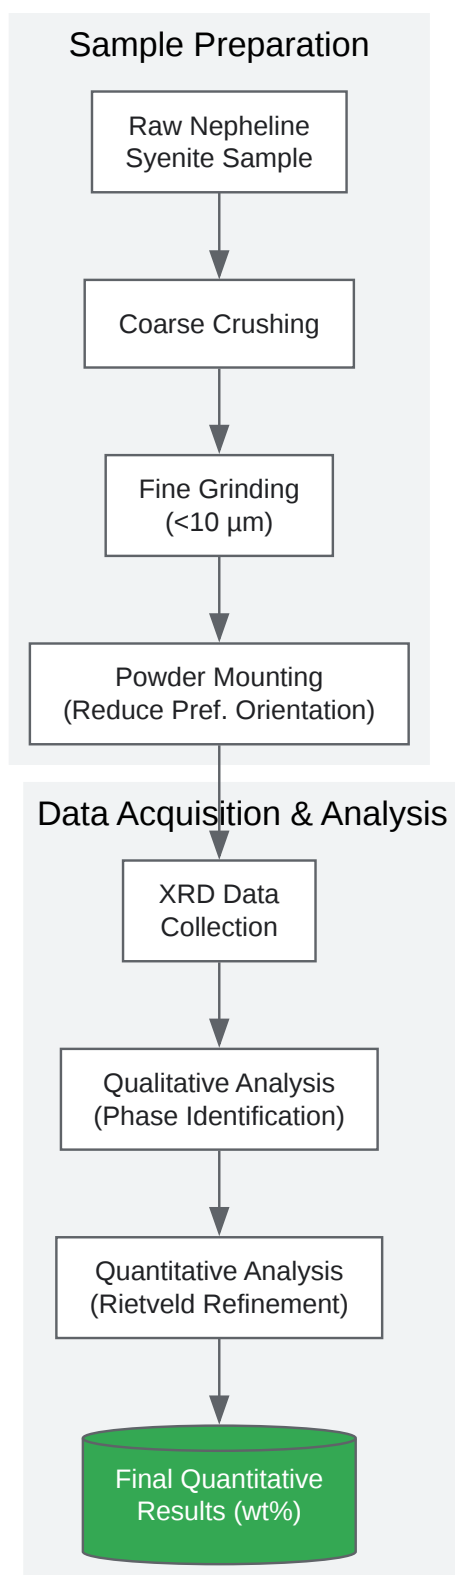 Sample Preparation
Raw Nepheline
Syenite Sample
Coarse Crushing
Fine Grinding
(<10 µm)
Powder Mounting
(Reduce Pref. Orientation)
Data Acquisition & Analysis
XRD Data
Collection
Qualitative Analysis
(Phase Identification)
Quantitative Analysis
(Rietveld Refinement)
Final Quantitative
Results (wt%)